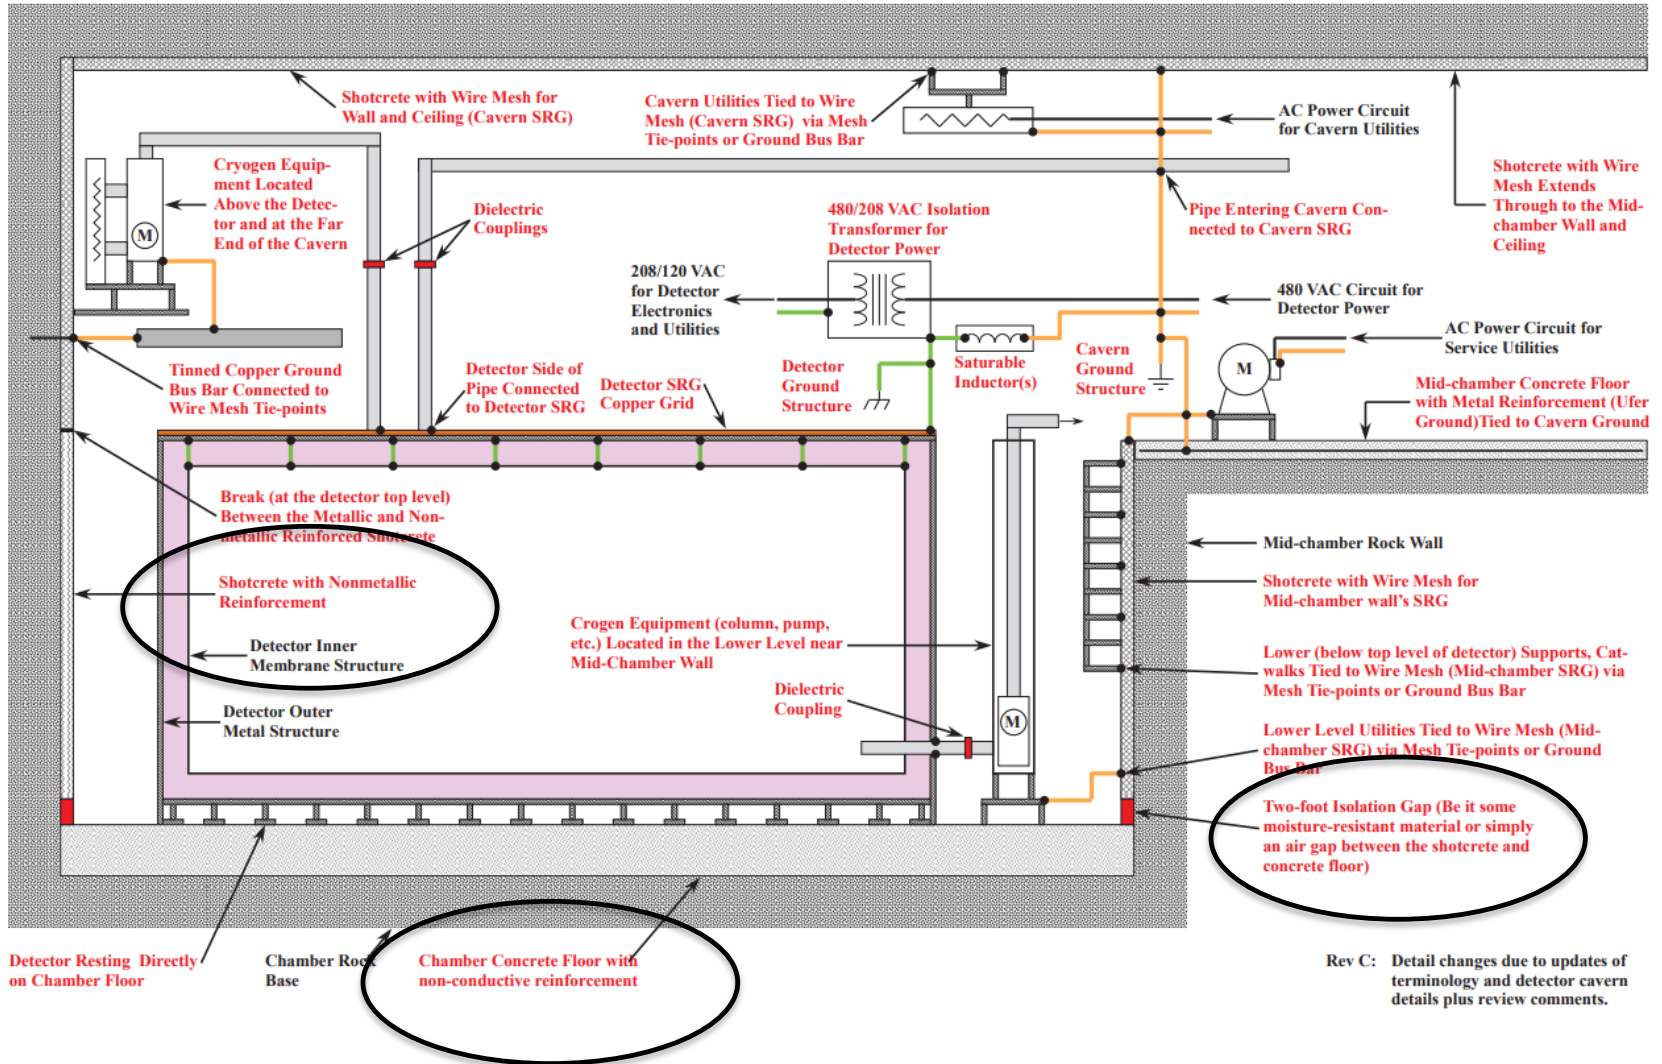 Shotcrete with Wire Mesh for
Wall and Ceiling (Cavern SRG)
Cavern Utilities Tied to Wire
Mesh (Cavern SRG) via Mesh
Tie-points or Ground Bus Bar
AC Power Circuit
for Cavern Utilities
Cryogen Equip-
ment Located
Above the Detec-
tor and at the Far
End of the Cavern
M
Dielectric
Couplings
480/208 VAC Isolation
Transformer for
Detector Power
Pipe Entering Cavern Con-
nected to Cavern SRG
Shotcrete with Wire
Mesh Extends
Through to the Mid-
chamber Wall and
Ceiling
208/120 VAC
for Detector
Electronics
and Utilities
480 VAC Circuit for
Detector Power
AC Power Circuit for
Service Utilities
Tinned Copper Ground
Bus Bar Connected to
Wire Mesh Tie-points
Detector Side of
Pipe Connected
to Detector SRG
Detector SRG
Copper Grid
Detector
Ground
Structure
Saturable
Inductor(s)
Cavern
Ground
Structure
M
Mid-chamber Concrete Floor
with Metal Reinforcement (Ufer
Ground)Tied to Cavern Ground
Break (at the detector top level)
Between the Metallic and Non-
metallic Reinforced Shotcrete
Shotcrete with Nonmetallic
Reinforcement
Detector Inner
Membrane Structure
Detector Outer
Metal Structure
Crogen Equipment (column, pump,
etc.) Located in the Lower Level near
Mid-Chamber Wall
Dielectric
Coupling
M
Mid-chamber Rock Wall
Shotcrete with Wire Mesh for
Mid-chamber wall's SRG
Lower (below top level of detector) Supports, Cat-
walks Tied to Wire Mesh (Mid-chamber SRG) via
Mesh Tie-points or Ground Bus Bar
Lower Level Utilities Tied to Wire Mesh (Mid-
chamber SRG) via Mesh Tie-points or Ground
Bus Bar
Two-foot Isolation Gap (Be it some
moisture-resistant material or simply
an air gap between the shotcrete and
concrete floor)
Detector Resting Directly
on Chamber Floor
Chamber Rock
Base
Chamber Concrete Floor with
non-conductive reinforcement
Rev C: Detail changes due to updates of
terminology and detector cavern
details plus review comments.